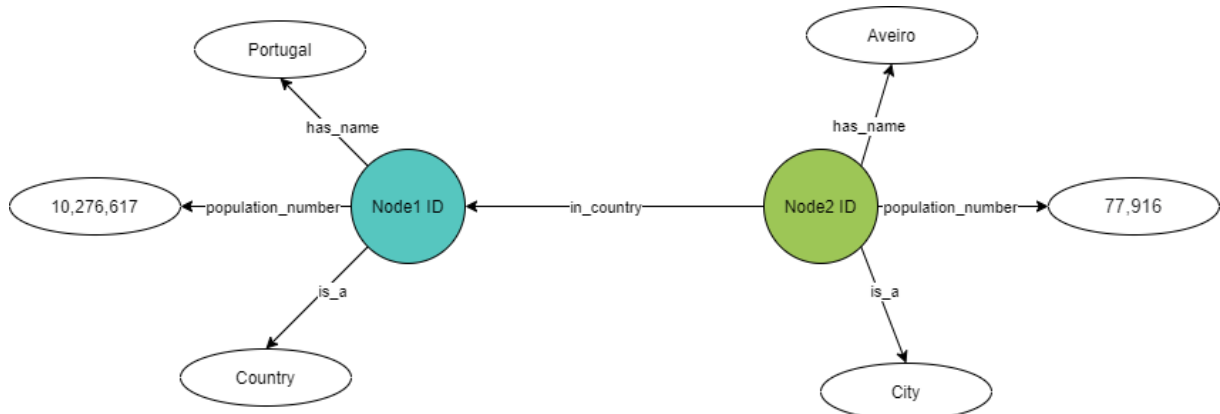 Portugal
Aveiro
has_name
has_name
10,276,617
population_number
Node1 ID
in_country
Node2 ID
population_number
77,916
is_a
is_a
Country
City